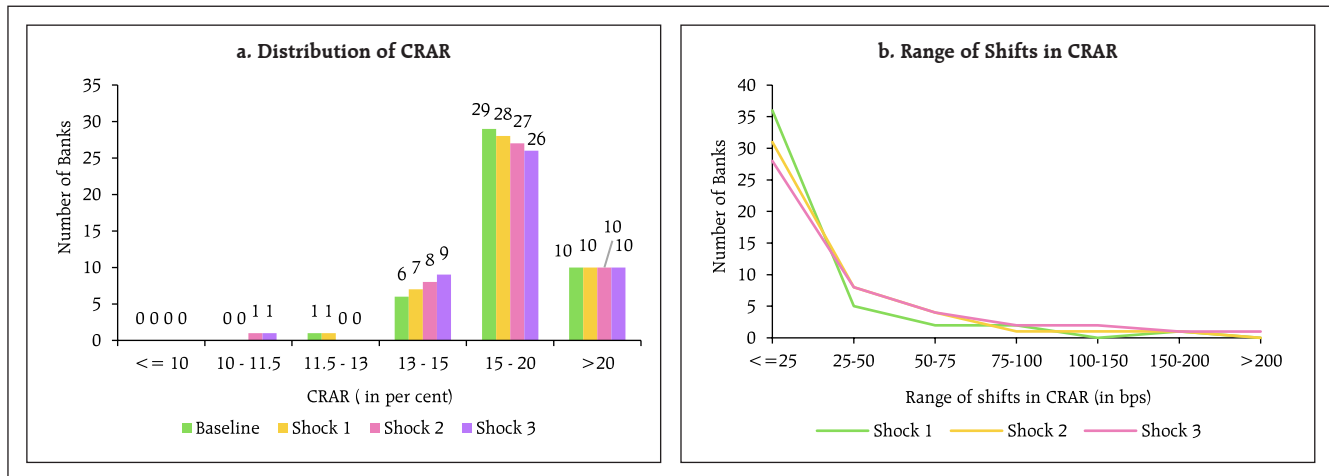 a. Distribution of CRAR
Number of Banks
35
30
25
20
15
10
5
0
0 0 0 0
0 0 1 1
1 1 0 0
6 7 8 9
29 28 27 26
10 10 10 10
<= 10 10 - 11.5 11.5 - 13 13 - 15 15 - 20 >20
CRAR ( in per cent)
Baseline Shock 1 Shock 2 Shock 3
b. Range of Shifts in CRAR
Number of Banks
40
35
30
25
20
15
10
5
0
<=25 25-50 50-75 75-100 100-150 150-200 >200
Range of shifts in CRAR (in bps)
Shock 1 Shock 2 Shock 3